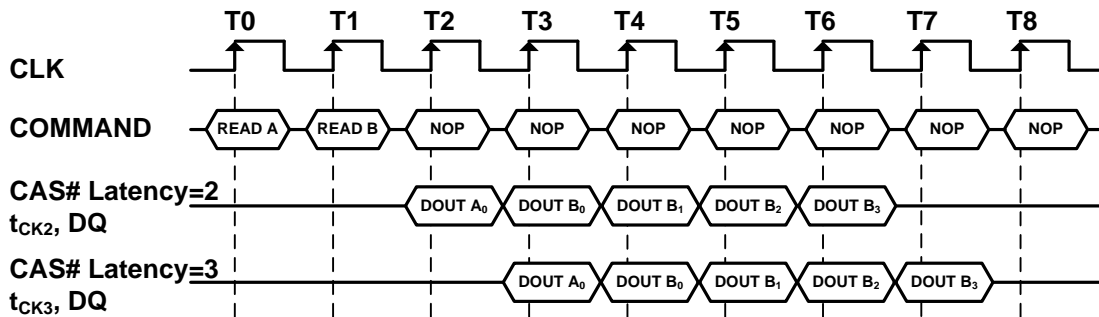 T0 T1 T2 T3 T4 T5 T6 T7 T8
CLK
COMMAND READ A READ B NOP NOP NOP NOP NOP NOP NOP
CAS# Latency=2
tCK2, DQ DOUT A0 DOUT B0 DOUT B1 DOUT B2 DOUT B3
CAS# Latency=3
tCK3, DQ DOUT A0 DOUT B0 DOUT B1 DOUT B2 DOUT B3